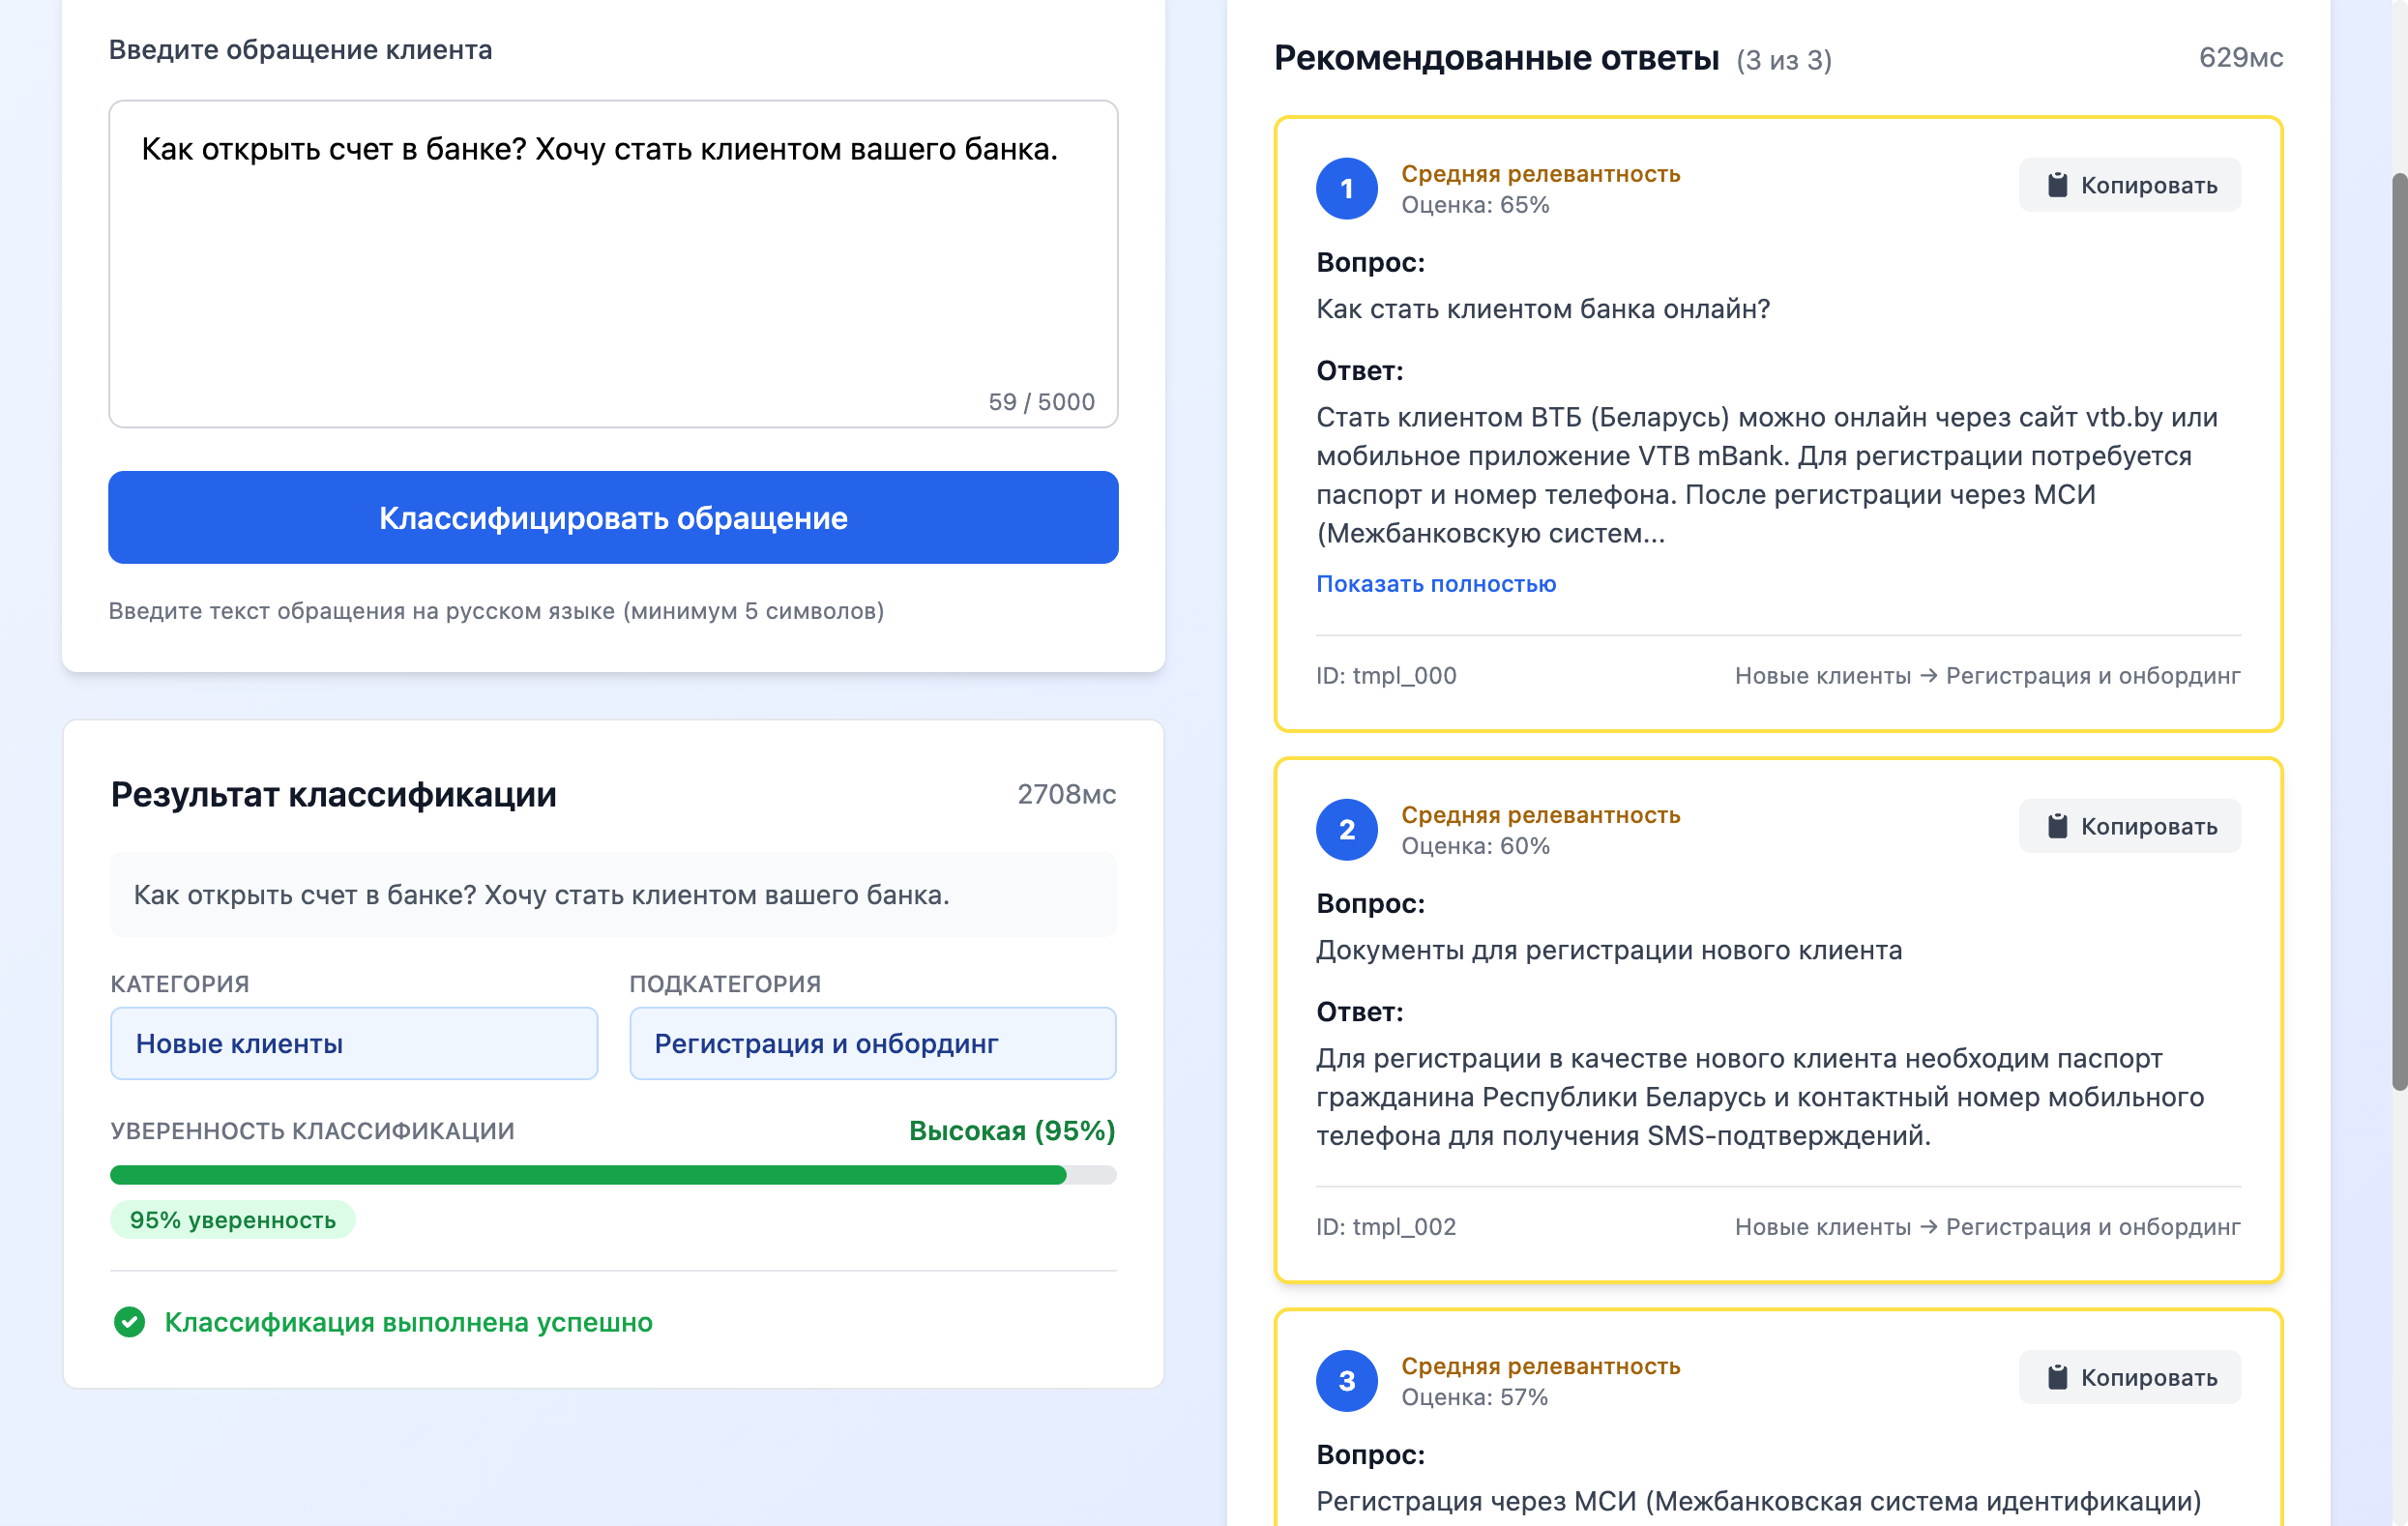 Введите обращение клиента
Как открыть счет в банке? Хочу стать клиентом вашего банка.
59 / 5000
Классифицировать обращение
Введите текст обращения на русском языке (минимум 5 символов)
Результат классификации
2708мс
Как открыть счет в банке? Хочу стать клиентом вашего банка.
КАТЕГОРИЯ
Новые клиенты
ПОДКАТЕГОРИЯ
Регистрация и онбординг
УВЕРЕННОСТЬ КЛАССИФИКАЦИИ
Высокая (95%)
95% уверенность
Классификация выполнена успешно
Рекомендованные ответы (3 из 3)
629мс
1
Средняя релевантность
Оценка: 65%
Копировать
Вопрос:
Как стать клиентом банка онлайн?
Ответ:
Стать клиентом ВТБ (Беларусь) можно онлайн через сайт vtb.by или
мобильное приложение VTB mBank. Для регистрации потребуется
паспорт и номер телефона. После регистрации через МСИ
(Межбанковскую систем...
Показать полностью
ID: tmpl_000
Новые клиенты → Регистрация и онбординг
2
Средняя релевантность
Оценка: 60%
Копировать
Вопрос:
Документы для регистрации нового клиента
Ответ:
Для регистрации в качестве нового клиента необходим паспорт
гражданина Республики Беларусь и контактный номер мобильного
телефона для получения SMS-подтверждений.
ID: tmpl_002
Новые клиенты → Регистрация и онбординг
3
Средняя релевантность
Оценка: 57%
Копировать
Вопрос:
Регистрация через МСИ (Межбанковская система идентификации)